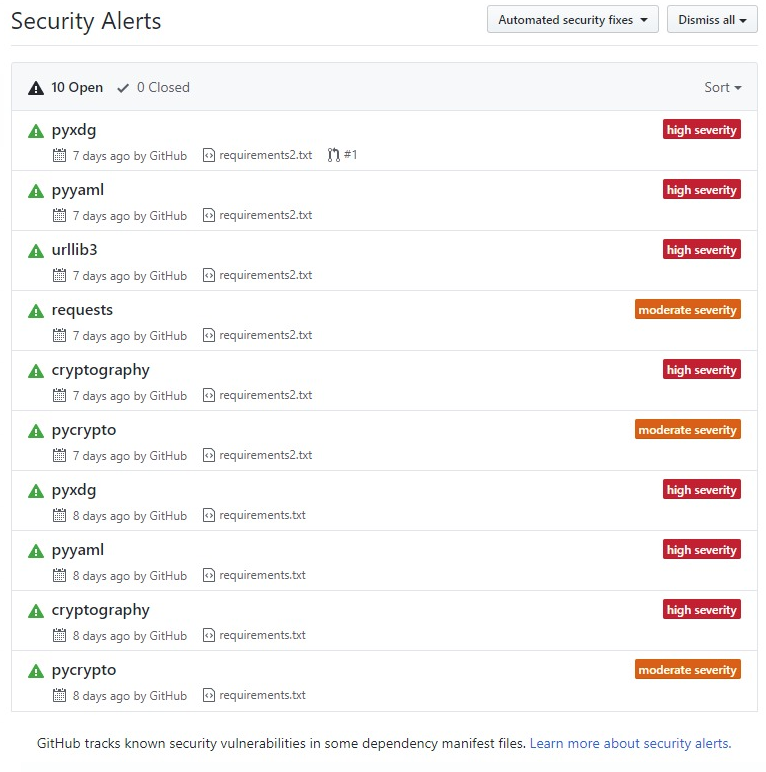 Security Alerts Automated security fixes Dismiss all
10 Open 0 Closed Sort
pyxdg high severity
7 days ago by GitHub requirements2.txt #1
pyyaml high severity
7 days ago by GitHub requirements2.txt
urllib3 high severity
7 days ago by GitHub requirements2.txt
requests moderate severity
7 days ago by GitHub requirements2.txt
cryptography high severity
7 days ago by GitHub requirements2.txt
pycrypto moderate severity
7 days ago by GitHub requirements2.txt
pyxdg high severity
8 days ago by GitHub requirements.txt
pyyaml high severity
8 days ago by GitHub requirements.txt
cryptography high severity
8 days ago by GitHub requirements.txt
pycrypto moderate severity
8 days ago by GitHub requirements.txt
GitHub tracks known security vulnerabilities in some dependency manifest files. Learn more about security alerts.